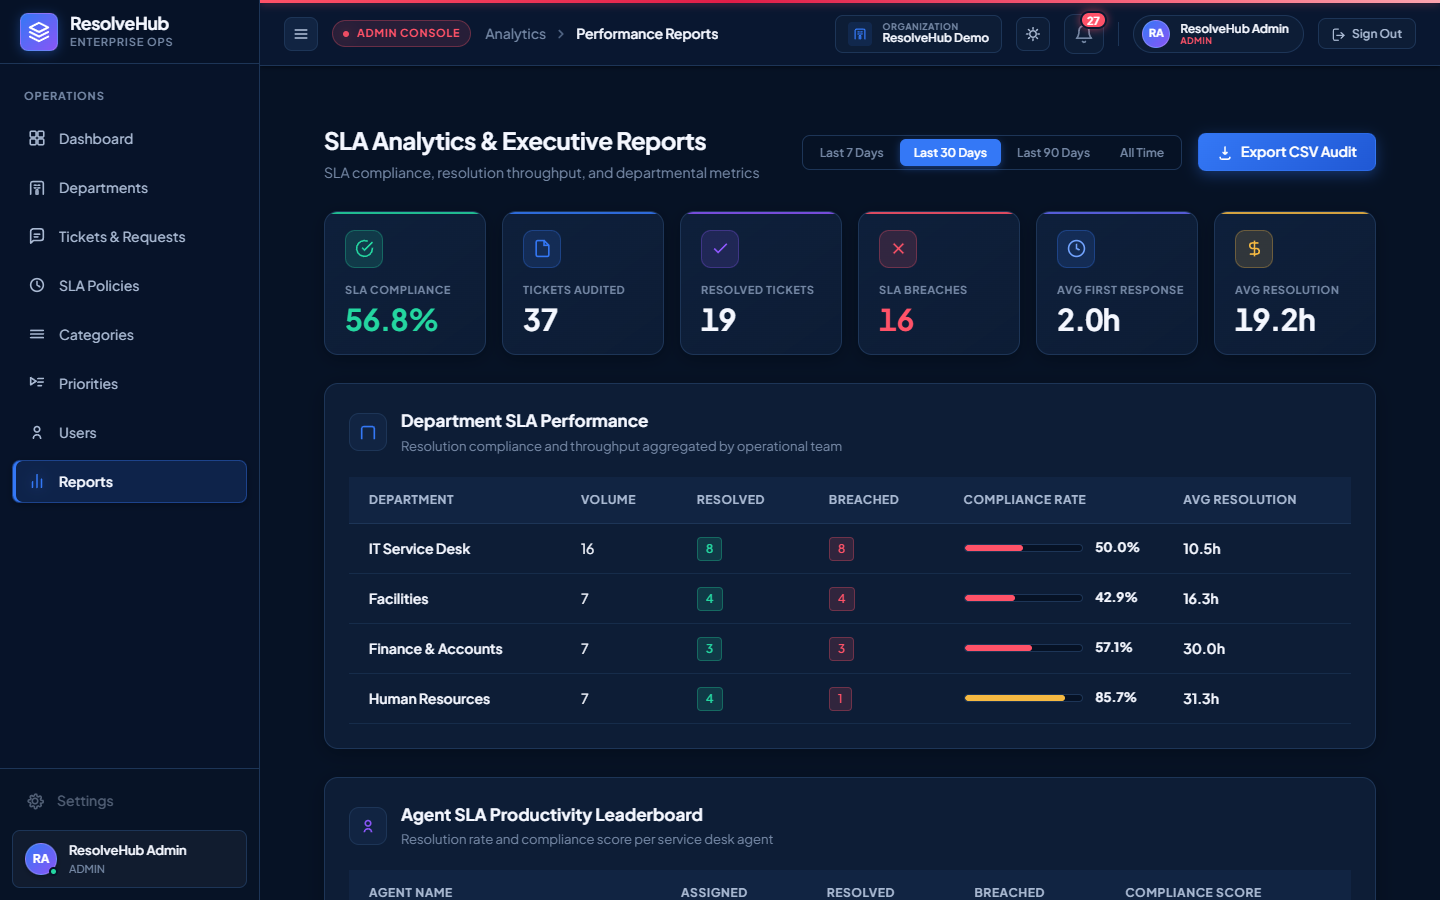 ResolveHub
ENTERPRISE OPS
OPERATIONS
Dashboard
Departments
Tickets & Requests
SLA Policies
Categories
Priorities
Users
Reports
Settings
RA
ResolveHub Admin
ADMIN
ADMIN CONSOLE
Analytics > Performance Reports
ORGANIZATION
ResolveHub Demo
27
RA
ResolveHub Admin
ADMIN
Sign Out
SLA Analytics & Executive Reports
SLA compliance, resolution throughput, and departmental metrics
Last 7 Days Last 30 Days Last 90 Days All Time
Export CSV Audit
SLA COMPLIANCE
56.8%
TICKETS AUDITED
37
RESOLVED TICKETS
19
SLA BREACHES
16
AVG FIRST RESPONSE
2.0h
AVG RESOLUTION
19.2h
Department SLA Performance
Resolution compliance and throughput aggregated by operational team
DEPARTMENT VOLUME RESOLVED BREACHED COMPLIANCE RATE AVG RESOLUTION
IT Service Desk 16 8 8 50.0% 10.5h
Facilities 7 4 4 42.9% 16.3h
Finance & Accounts 7 3 3 57.1% 30.0h
Human Resources 7 4 1 85.7% 31.3h
Agent SLA Productivity Leaderboard
Resolution rate and compliance score per service desk agent
AGENT NAME ASSIGNED RESOLVED BREACHED COMPLIANCE SCORE